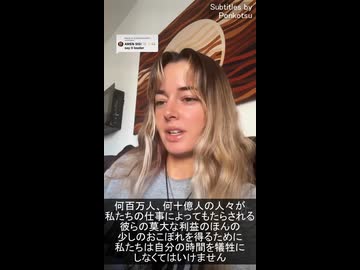 Subtitles by
Ponkotsu
say it louder
何百万人、何十億人の人々が
私たちの仕事によってもたらされる
彼らの莫大な利益のほんの
少しのおこぼれを得るために
私たちは自分の時間を犠牲に
しなくてはいけません